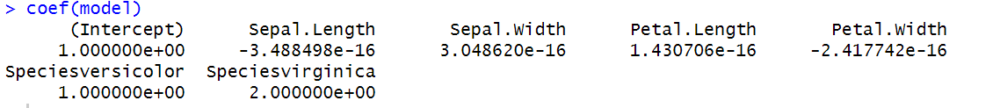 > coef(model)
(Intercept) Sepal.Length Sepal.Width Petal.Length Petal.Width
1.000000e+00 -3.488498e-16 3.048620e-16 1.430706e-16 -2.417742e-16
Speciesversicolor Speciesvirginica
1.000000e+00 2.000000e+00